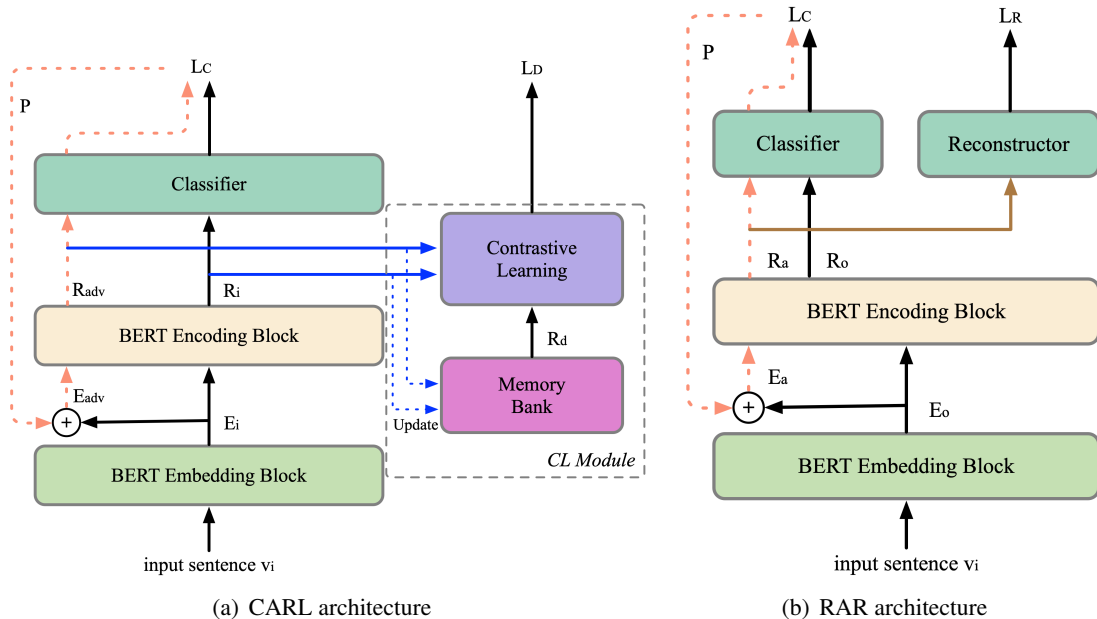 LC
LD
P
Classifier
Contrastive
Learning
Radv
Ri
BERT Encoding Block
Rd
Memory
Bank
Eadv
+
Ei
Update
CL Module
BERT Embedding Block
input sentence vi
(a) CARL architecture
LC
LR
P
Classifier
Reconstructor
Ra
Ro
BERT Encoding Block
Ea
+
Eo
BERT Embedding Block
input sentence vi
(b) RAR architecture